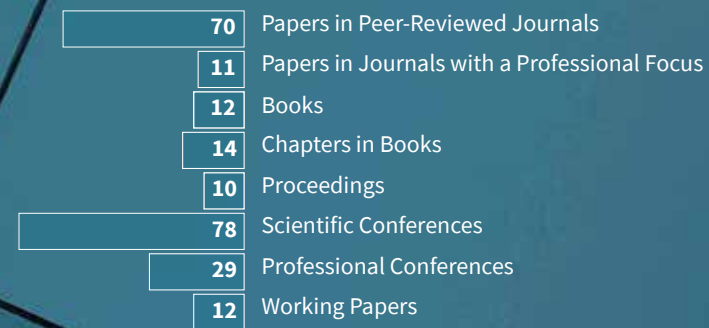 70 Papers in Peer-Reviewed Journals
11 Papers in Journals with a Professional Focus
12 Books
14 Chapters in Books
10 Proceedings
78 Scientific Conferences
29 Professional Conferences
12 Working Papers